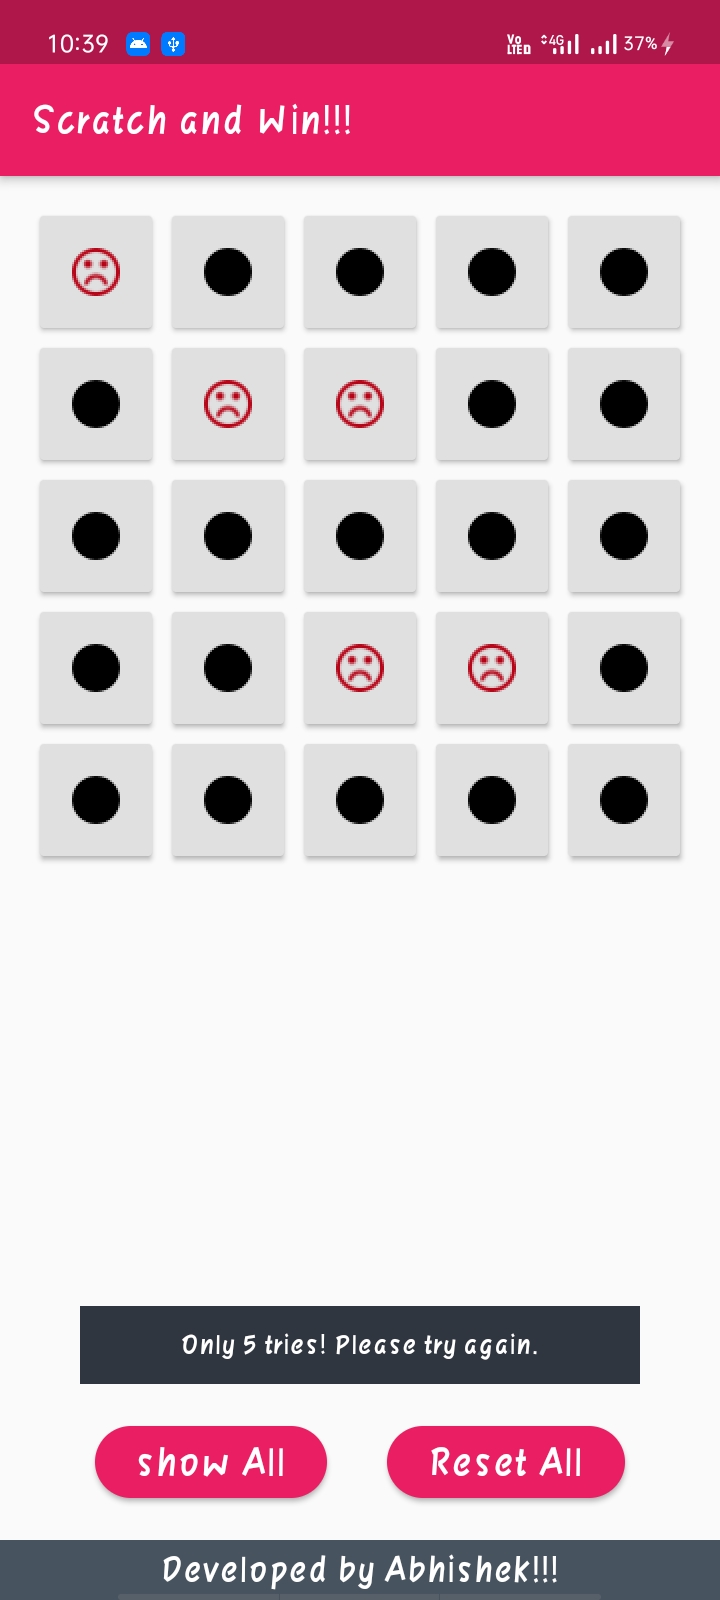 10:39 Vo LTED 4G 37%
Scratch and Win!!!
Only 5 tries! Please try again.
show All Reset All
Developed by Abhishek!!!